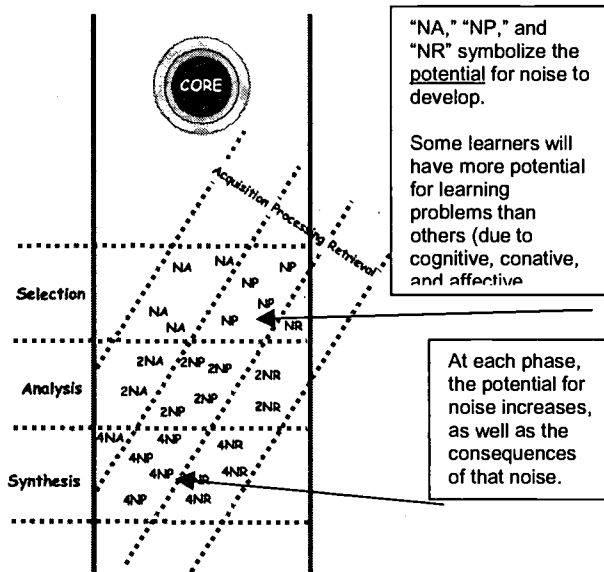 CORE
Acquisition Processing Retrieval
"NA," "NP," and
"NR" symbolize the
potential for noise to
develop.
Some learners will
have more potential
for learning
problems than
others (due to
cognitive, conative,
and affective
Selection
NA NA NP
NP
NA NP
NA NP NR
Analysis
2NA 2NP 2NP 2NR
2NA 2NP 2NR
2NP
Synthesis
4NA 4NP 4NR
4NP 4NR
4NP
4NP 4NR
At each phase,
the potential for
noise increases,
as well as the
consequences
of that noise.